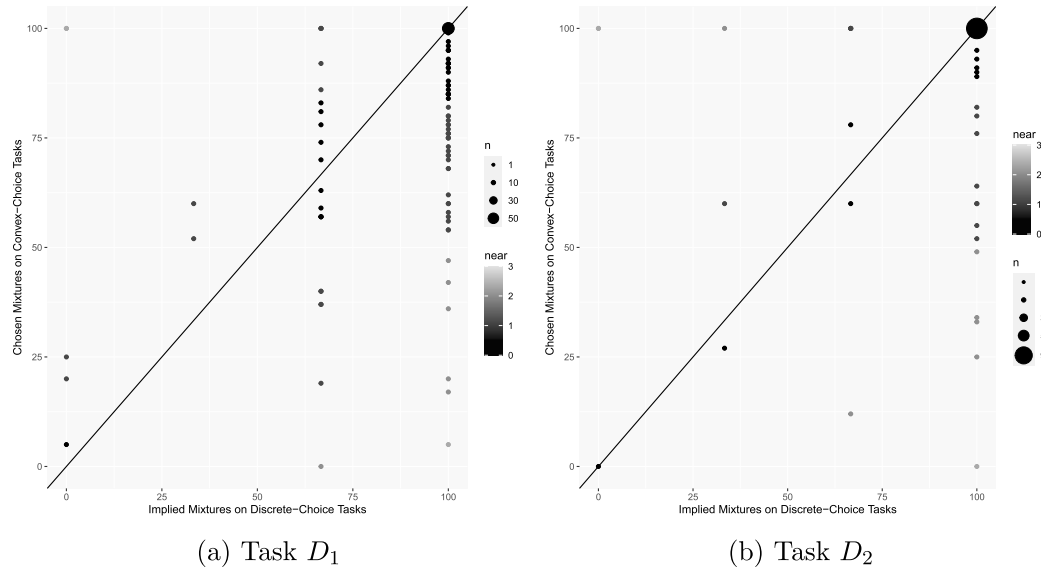 100
75
50
25
0
Chosen Mixtures on Convex−Choice Tasks
0 25 50 75 100
Implied Mixtures on Discrete−Choice Tasks
n
1
10
30
50
near
3
2
1
0
(a) Task D₁
100
75
50
25
0
Chosen Mixtures on Convex−Choice Tasks
0 25 50 75 100
Implied Mixtures on Discrete−Choice Tasks
near
3
2
1
0
n
(b) Task D₂